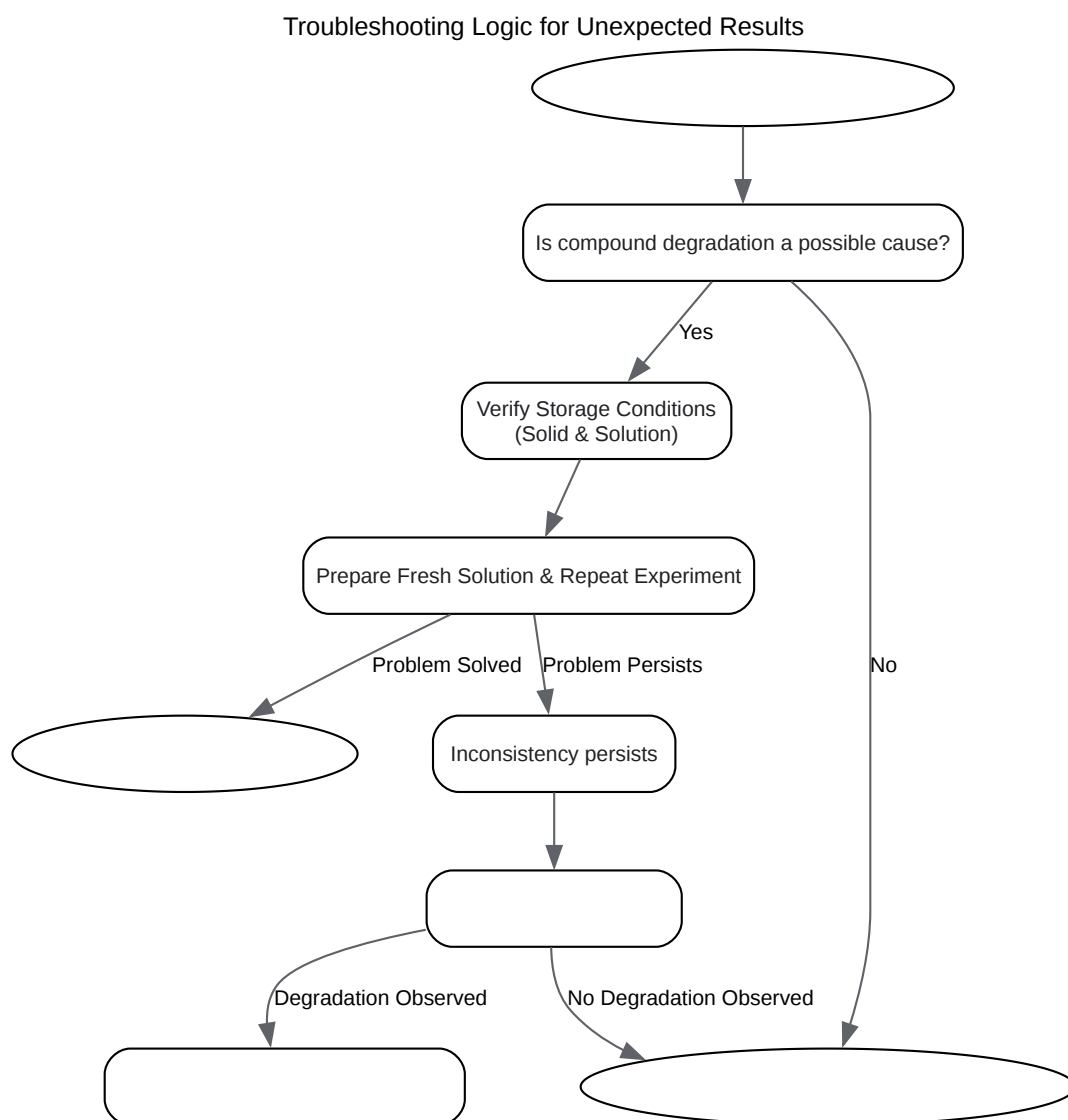 Troubleshooting Logic for Unexpected Results
Is compound degradation a possible cause?
Yes
Verify Storage Conditions
(Solid & Solution)
Prepare Fresh Solution & Repeat Experiment
Problem Solved
Problem Persists
No
Inconsistency persists
Degradation Observed
No Degradation Observed